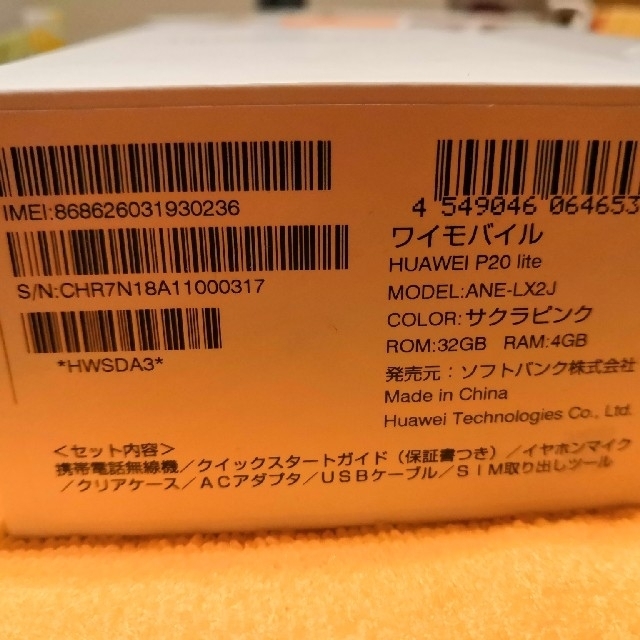 IMEI:868626031930236
S/N:CHR7N18A11000317
*HWSDA3*
4 549046 064653
ワイモバイル
HUAWEI P20 lite
MODEL:ANE-LX2J
COLOR:サクラピンク
ROM:32GB RAM:4GB
発売元：ソフトバンク株式会社
Made in China
Huawei Technologies Co., Ltd.
＜セット内容＞
携帯電話無線機／クイックスタートガイド（保証書つき）／イヤホンマイク
／クリアケース／ACアダプタ／USBケーブル／SIM取り出しツール